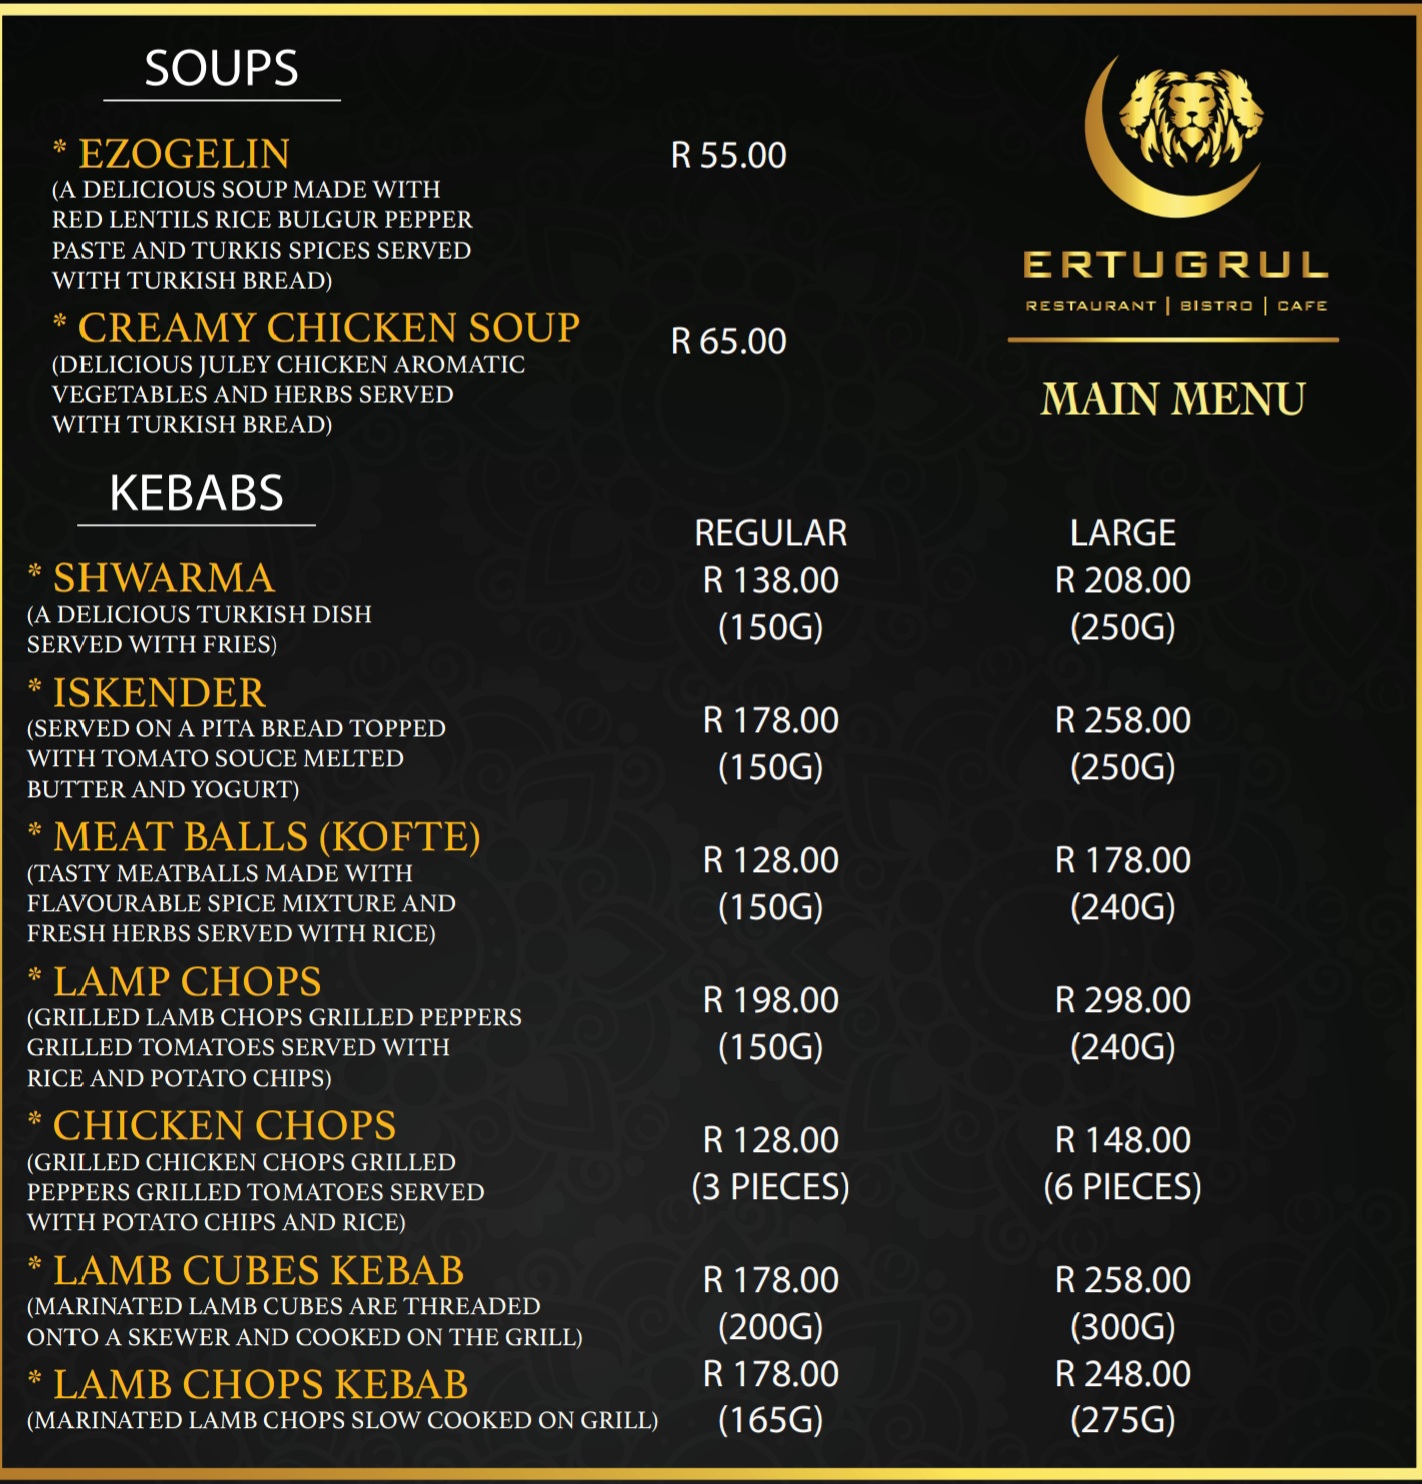 SOUPS
* EZOGELIN
R 55.00
(A DELICIOUS SOUP MADE WITH
RED LENTILS RICE BULGUR PEPPER
PASTE AND TURKIS SPICES SERVED
WITH TURKISH BREAD)
* CREAMY CHICKEN SOUP
R 65.00
(DELICIOUS JULEY CHICKEN AROMATIC
VEGETABLES AND HERBS SERVED
WITH TURKISH BREAD)
ERTUGRUL
RESTAURANT | BISTRO | CAFE
MAIN MENU
KEBABS
REGULAR
LARGE
* SHWARMA
R 138.00
R 208.00
(A DELICIOUS TURKISH DISH
SERVED WITH FRIES)
(150G)
(250G)
* ISKENDER
(SERVED ON A PITA BREAD TOPPED
WITH TOMATO SOUCE MELTED
BUTTER AND YOGURT)
R 178.00
R 258.00
(150G)
(250G)
* MEAT BALLS (KOFTE)
(TASTY MEATBALLS MADE WITH
FLAVOURABLE SPICE MIXTURE AND
FRESH HERBS SERVED WITH RICE)
R 128.00
R 178.00
(150G)
(240G)
* LAMP CHOPS
(GRILLED LAMB CHOPS GRILLED PEPPERS
GRILLED TOMATOES SERVED WITH
RICE AND POTATO CHIPS)
R 198.00
R 298.00
(150G)
(240G)
* CHICKEN CHOPS
(GRILLED CHICKEN CHOPS GRILLED
PEPPERS GRILLED TOMATOES SERVED
WITH POTATO CHIPS AND RICE)
R 128.00
R 148.00
(3 PIECES)
(6 PIECES)
* LAMB CUBES KEBAB
(MARINATED LAMB CUBES ARE THREADED
ONTO A SKEWER AND COOKED ON THE GRILL)
R 178.00
R 258.00
(200G)
(300G)
* LAMB CHOPS KEBAB
(MARINATED LAMB CHOPS SLOW COOKED ON GRILL)
R 178.00
R 248.00
(165G)
(275G)